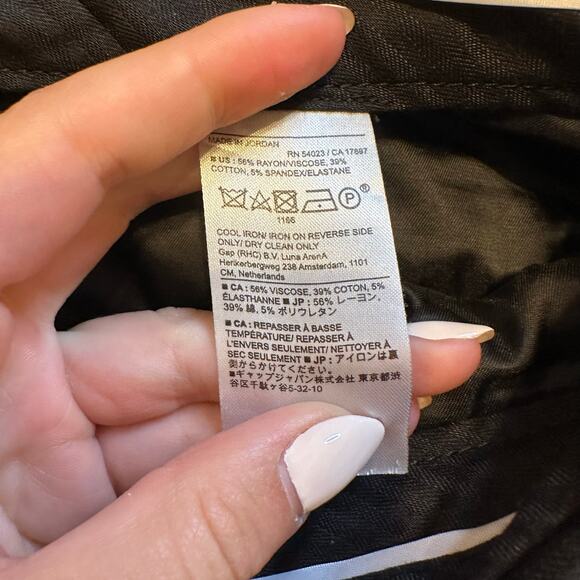 MADE IN JORDAN
RN 54023 / CA 17897
■ US : 56% RAYON/VISCOSE, 39%
COTTON, 5% SPANDEX/ELASTANE
P®
1166
COOL IRON/ IRON ON REVERSE SIDE
ONLY/ DRY CLEAN ONLY
Gap (RHC) B.V. Luna ArenA
Herikerbergweg 238 Amsterdam, 1101
CM, Netherlands
■ CA : 56% VISCOSE, 39% COTTON, 5%
ÉLASTHANNE ■ JP : 56% レーヨン,
39% 綿, 5% ポリウレタン
■ CA : REPASSER À BASSE
TEMPÉRATURE/ REPASSER À
L'ENVERS SEULEMENT/ NETTOYER À
SEC SEULEMENT ■ JP : アイロンは裏
側からかけてください。
■ギャップジャパン株式会社 東京都渋
谷区千駄ヶ谷5-32-10